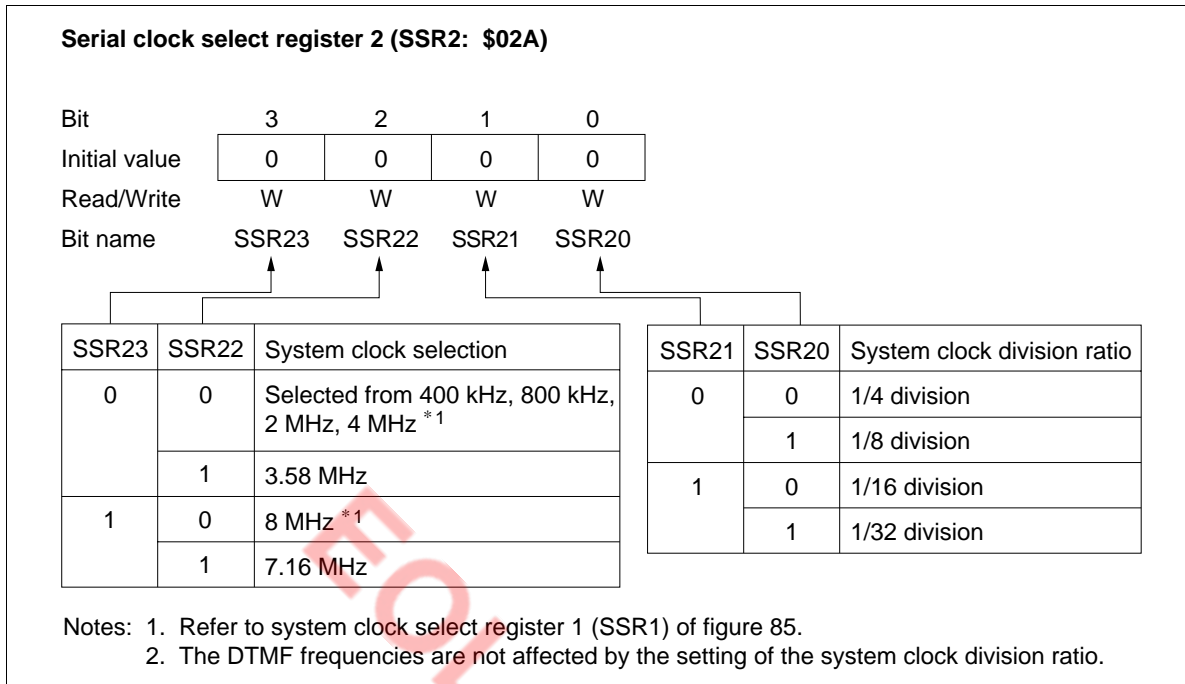 Serial clock select register 2 (SSR2: $02A)
Bit 3 2 1 0
Initial value 0 0 0 0
Read/Write W W W W
Bit name SSR23 SSR22 SSR21 SSR20
SSR23 SSR22 System clock selection
0 0 Selected from 400 kHz, 800 kHz,
2 MHz, 4 MHz *1
1 3.58 MHz
1 0 8 MHz *1
1 7.16 MHz
SSR21 SSR20 System clock division ratio
0 0 1/4 division
1 1/8 division
1 0 1/16 division
1 1/32 division
Notes: 1. Refer to system clock select register 1 (SSR1) of figure 85.
2. The DTMF frequencies are not affected by the setting of the system clock division ratio.